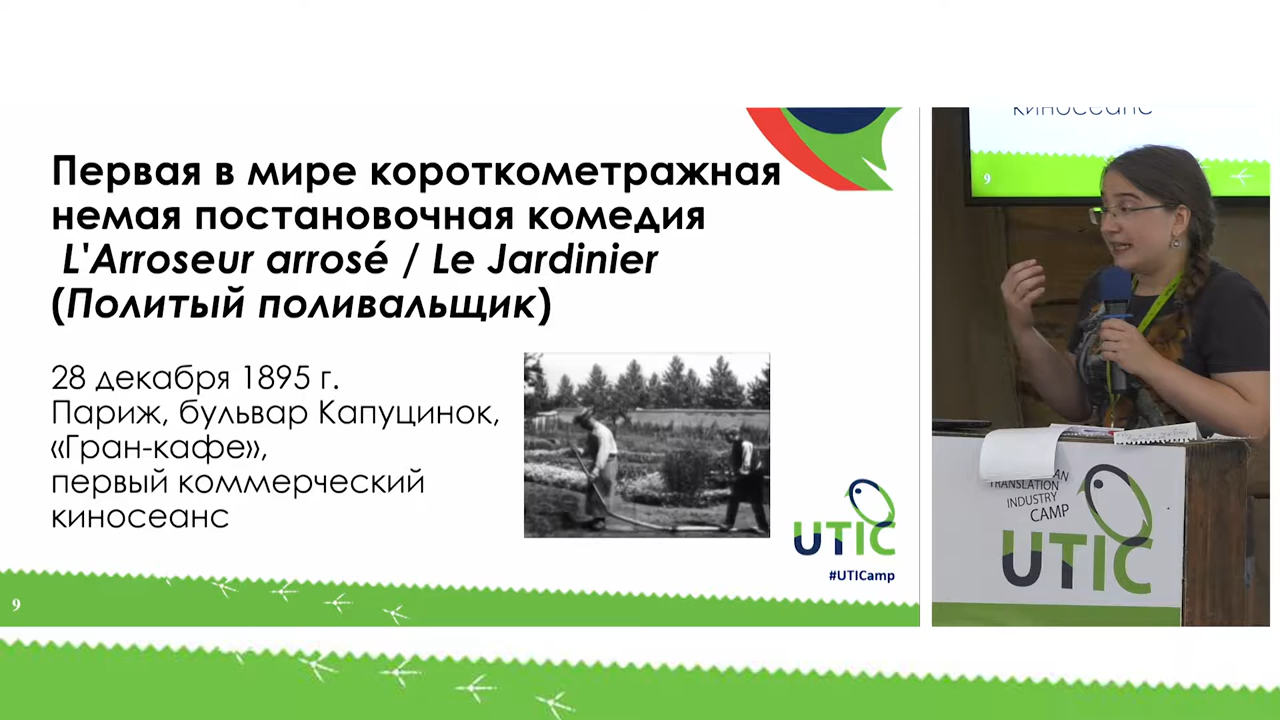 Первая в мире короткометражная
немая постановочная комедия
L'Arroseur arrosé / Le Jardinier
(Политый поливальщик)
28 декабря 1895 г.
Париж, бульвар Капуцинок,
«Гран-кафе»,
первый коммерческий
киносеанс
UTIC
#UTICamp
9
киносеанс
9
AN
TRANSLATION
INDUSTRY
CAMP
UTIC